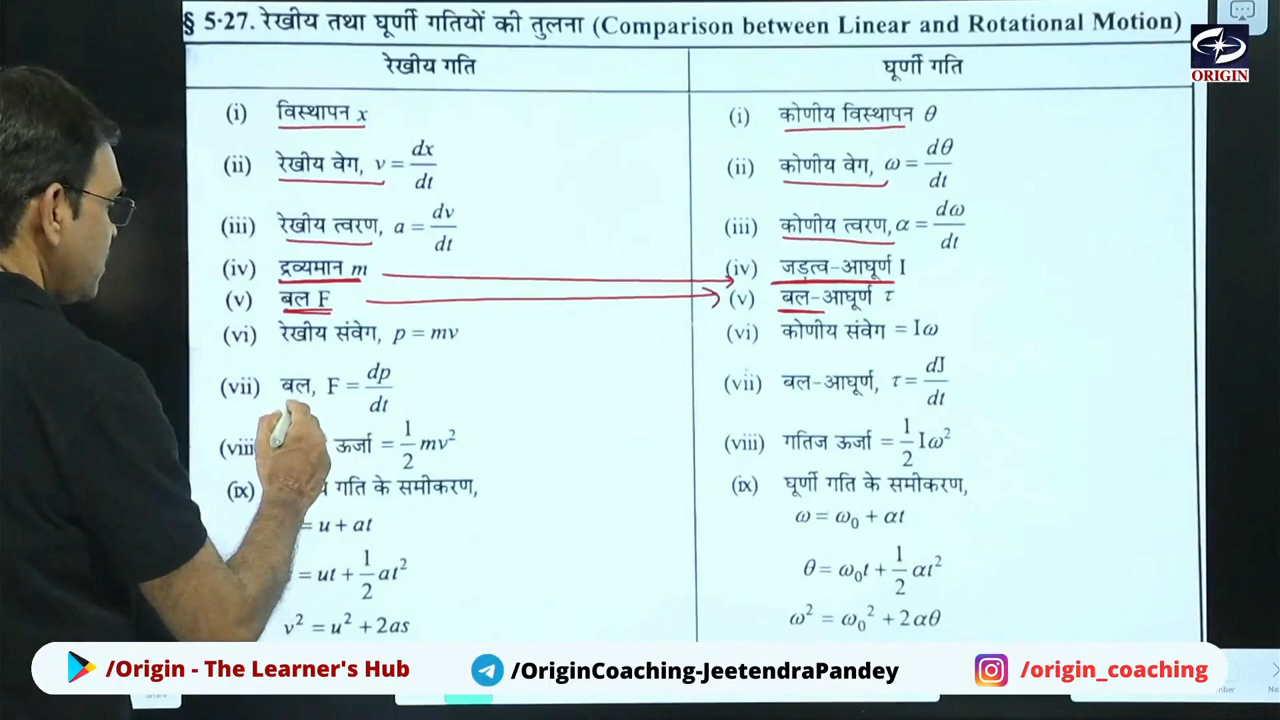 § 5·27. रेखीय तथा घूर्णी गतियों की तुलना (Comparison between Linear and Rotational Motion)
ORIGIN
रेखीय गति
घूर्णी गति
(i) विस्थापन x
(i) कोणीय विस्थापन θ
(ii) रेखीय वेग, v = dx/dt
(ii) कोणीय वेग, ω = dθ/dt
(iii) रेखीय त्वरण, a = dv/dt
(iii) कोणीय त्वरण, α = dω/dt
(iv) द्रव्यमान m
(iv) जड़त्व-आघूर्ण I
(v) बल F
(v) बल-आघूर्ण τ
(vi) रेखीय संवेग, p = mv
(vi) कोणीय संवेग = Iω
(vii) बल, F = dp/dt
(vii) बल-आघूर्ण, τ = dJ/dt
(viii ऊर्जा = 1/2 mv²
(viii) गतिज ऊर्जा = 1/2 Iω²
(ix) गति के समीकरण,
(ix) घूर्णी गति के समीकरण,
= u + at
ω = ω₀ + αt
= ut + 1/2 at²
θ = ω₀t + 1/2 αt²
v² = u² + 2as
ω² = ω₀² + 2αθ
/Origin - The Learner's Hub
/OriginCoaching-JeetendraPandey
/origin_coaching